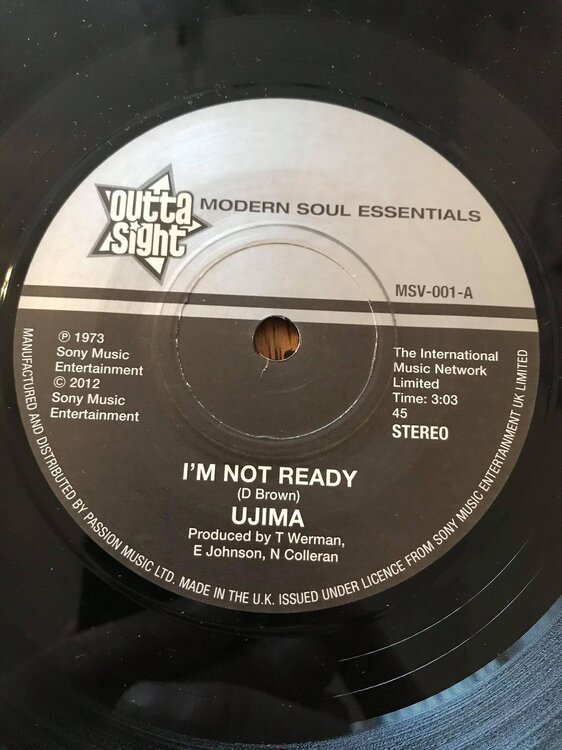 Outta
Sight
MODERN SOUL ESSENTIALS
MSV-001-A
℗ 1973
Sony Music
Entertainment
© 2012
Sony Music
Entertainment
The International
Music Network
Limited
Time: 3:03
45
STEREO
I'M NOT READY
(D Brown)
UJIMA
Produced by T Werman,
E Johnson, N Colleran
MANUFACTURED AND DISTRIBUTED BY PASSION MUSIC LTD. MADE IN THE U.K. ISSUED UNDER LICENCE FROM SONY MUSIC ENTERTAINMENT UK LIMITED